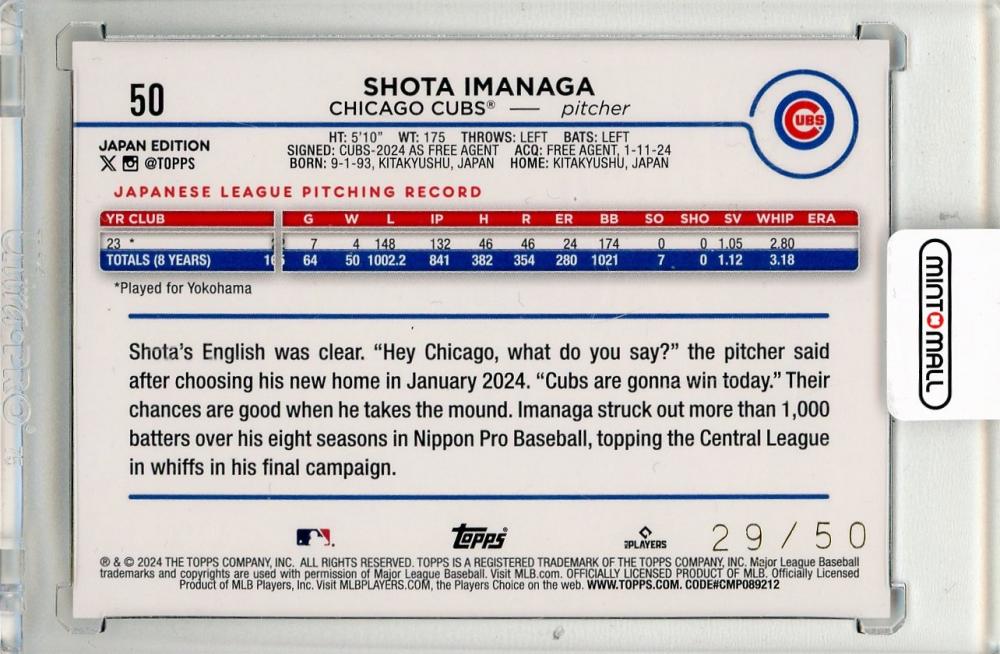 50
SHOTA IMANAGA
CHICAGO CUBS® — pitcher
CUBS
JAPAN EDITION
@TOPPS
HT: 5'10" WT: 175 THROWS: LEFT BATS: LEFT
SIGNED: CUBS-2024 AS FREE AGENT ACQ: FREE AGENT, 1-11-24
BORN: 9-1-93, KITAKYUSHU, JAPAN HOME: KITAKYUSHU, JAPAN
JAPANESE LEAGUE PITCHING RECORD
YR CLUB G W L IP H R ER BB SO SHO SV WHIP ERA
23 * 7 4 148 132 46 46 24 174 0 0 1.05 2.80
TOTALS (8 YEARS) 165 64 50 1002.2 841 382 354 280 1021 7 0 1.12 3.18
*Played for Yokohama
MINTOMALL
Shota's English was clear. “Hey Chicago, what do you say?” the pitcher said
after choosing his new home in January 2024. “Cubs are gonna win today.” Their
chances are good when he takes the mound. Imanaga struck out more than 1,000
batters over his eight seasons in Nippon Pro Baseball, topping the Central League
in whiffs in his final campaign.
topps®
PLAYERS
29/50
® & © 2024 THE TOPPS COMPANY, INC. ALL RIGHTS RESERVED. TOPPS IS A REGISTERED TRADEMARK OF THE TOPPS COMPANY, INC. Major League Baseball
trademarks and copyrights are used with permission of Major League Baseball. Visit MLB.com. OFFICIALLY LICENSED PRODUCT OF MLB. Officially Licensed
Product of MLB Players, Inc. Visit MLBPLAYERS.COM, the Players Choice on the web. WWW.TOPPS.COM. CODE#CMP089212